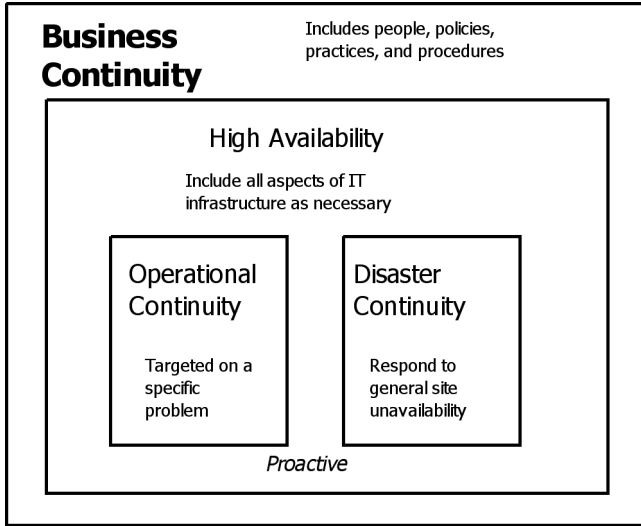 Business
Continuity
Includes people, policies,
practices, and procedures
High Availability
Include all aspects of IT
infrastructure as necessary
Operational
Continuity
Targeted on a
specific
problem
Disaster
Continuity
Respond to
general site
unavailability
Proactive